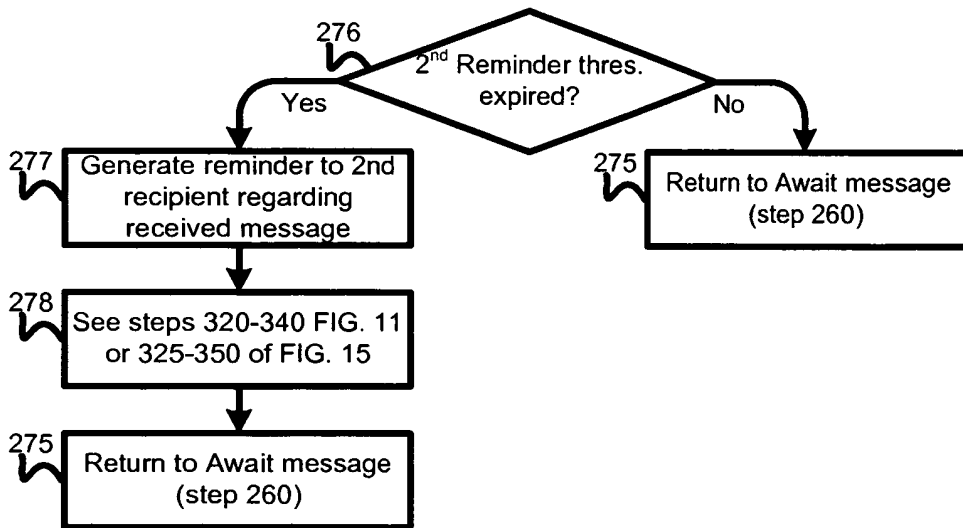 276
2nd Reminder thres.
expired?
Yes
No
277
Generate reminder to 2nd
recipient regarding
received message
275
Return to Await message
(step 260)
278
See steps 320-340 FIG. 11
or 325-350 of FIG. 15
275
Return to Await message
(step 260)